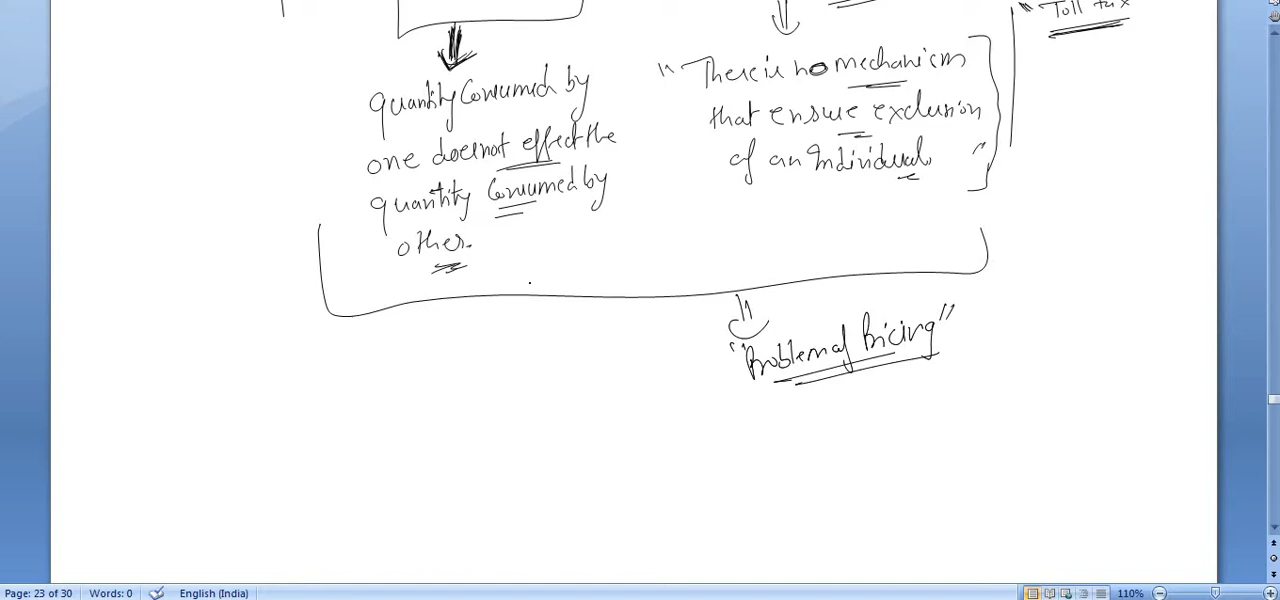 "Toll tax
quantity consumed by
one does not effect the
quantity consumed by
other.
"There is no mechanism
that ensure exclusion
of an Individual. "
"Problem of Pricing"
Page: 23 of 30 Words: 0 English (India) 110%